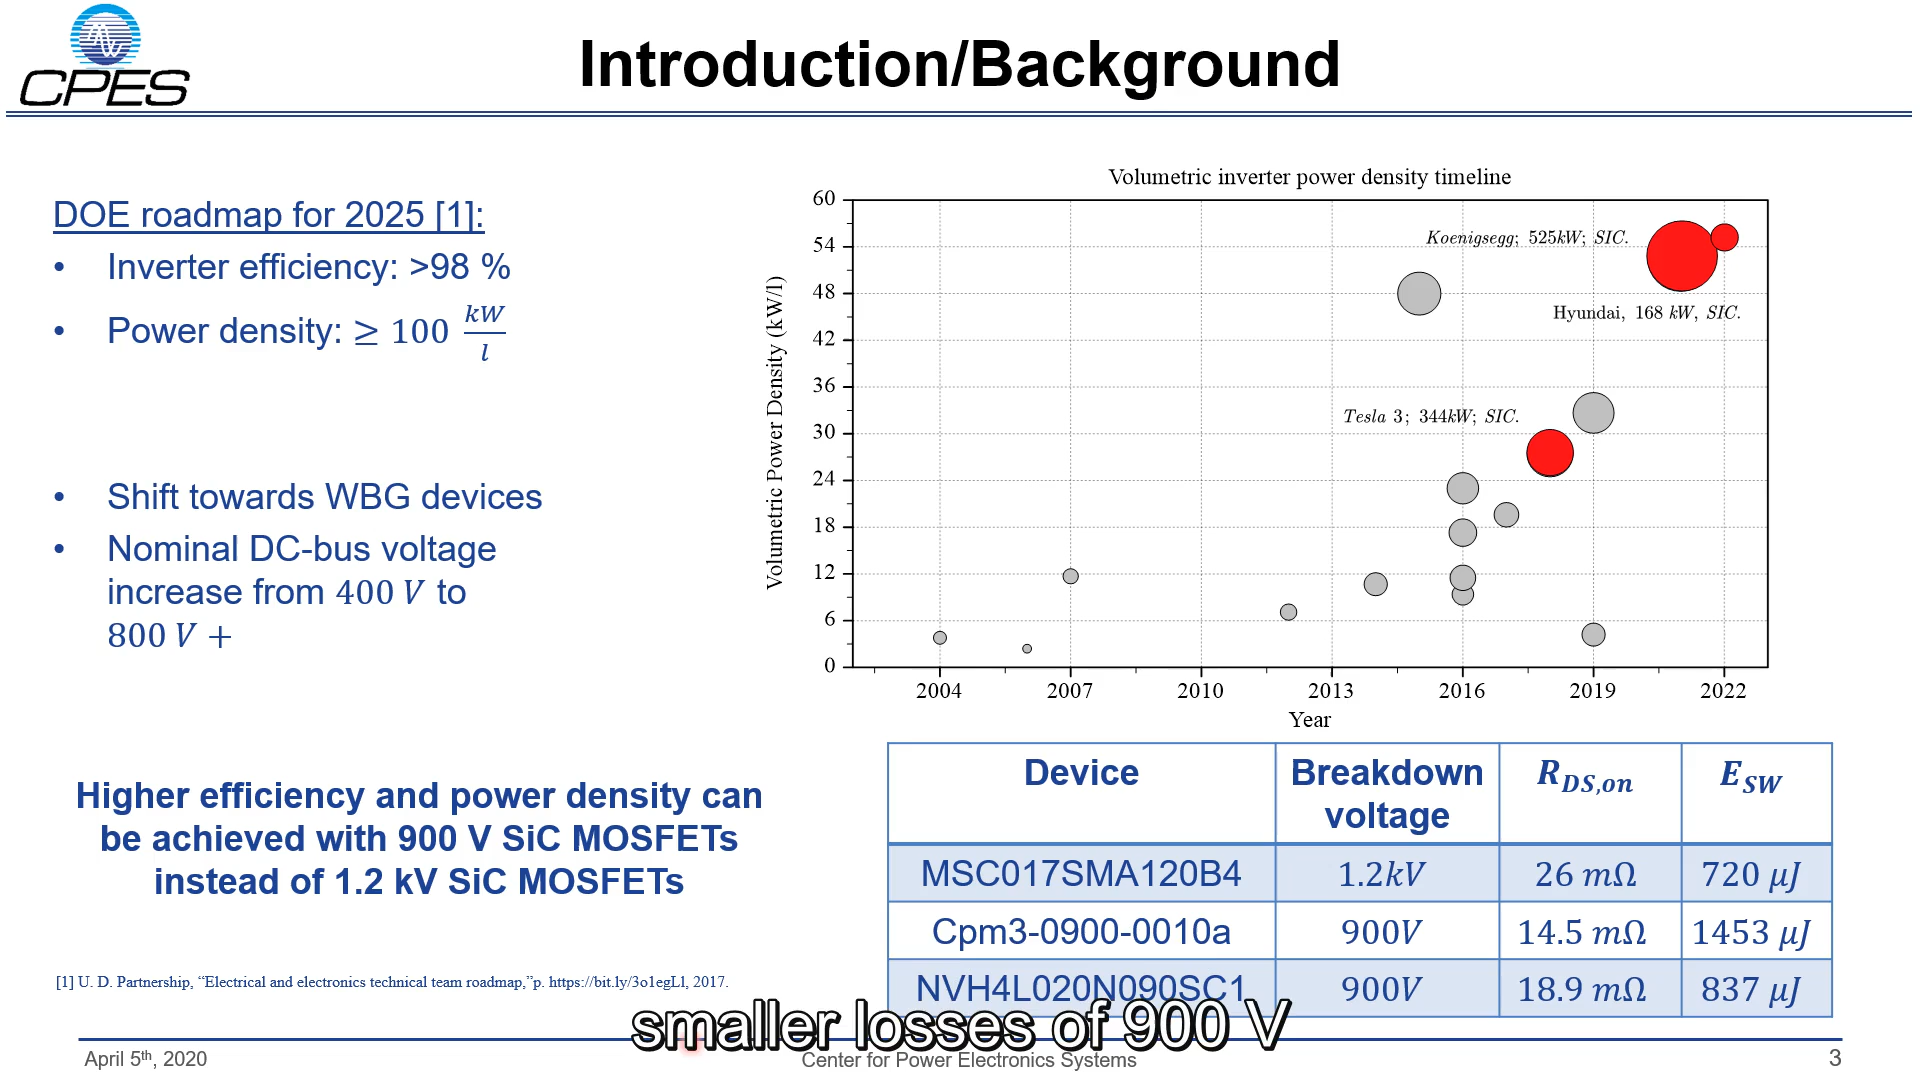 CPES
Introduction/Background
DOE roadmap for 2025 [1]:
• Inverter efficiency: >98 %
• Power density: ≥ 100 kW/l
• Shift towards WBG devices
• Nominal DC-bus voltage
increase from 400 V to
800 V +
Higher efficiency and power density can
be achieved with 900 V SiC MOSFETs
instead of 1.2 kV SiC MOSFETs
[1] U. D. Partnership, “Electrical and electronics technical team roadmap,”p. https://bit.ly/3o1egLl, 2017.
Volumetric inverter power density timeline
Volumetric Power Density (kW/l)
60
54
48
42
36
30
24
18
12
6
0
Koenigsegg; 525kW; SIC.
Hyundai, 168 kW, SIC.
Tesla 3; 344kW; SIC.
2004 2007 2010 2013 2016 2019 2022
Year
Device Breakdown voltage R_DS,on E_SW
MSC017SMA120B4 1.2kV 26 mΩ 720 μJ
Cpm3-0900-0010a 900V 14.5 mΩ 1453 μJ
NVH4L020N090SC1 900V 18.9 mΩ 837 μJ
smaller losses of 900 V
April 5th, 2020
Center for Power Electronics Systems
3